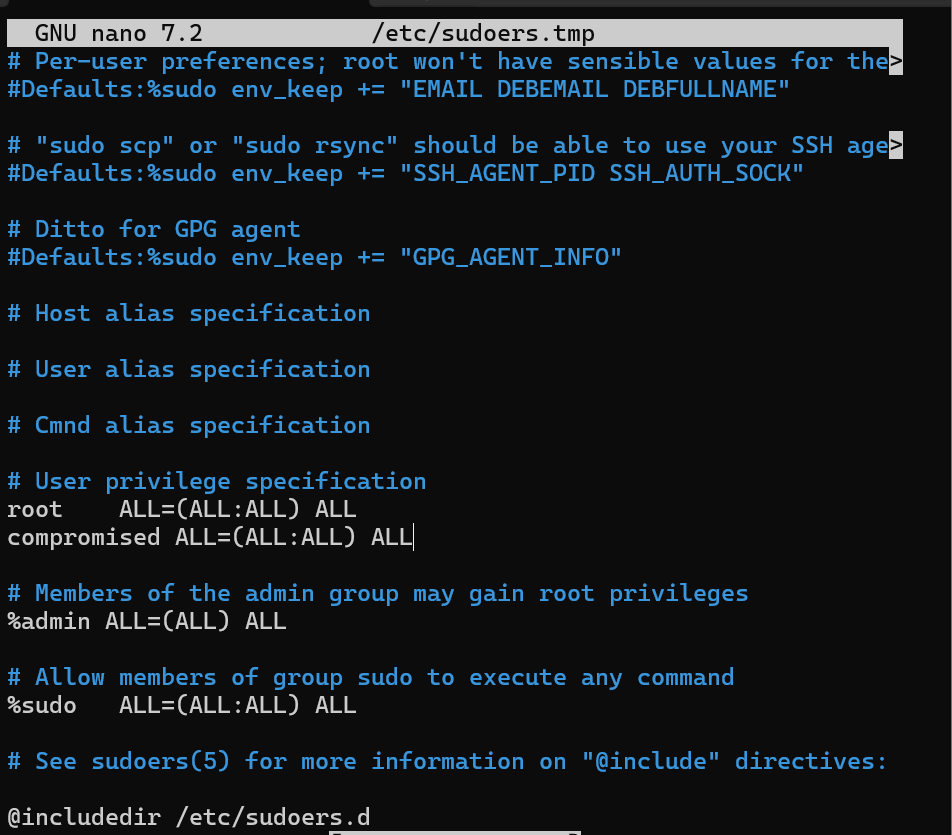 GNU nano 7.2 /etc/sudoers.tmp
# Per-user preferences; root won't have sensible values for the>
#Defaults:%sudo env_keep += "EMAIL DEBEMAIL DEBFULLNAME"
# "sudo scp" or "sudo rsync" should be able to use your SSH age>
#Defaults:%sudo env_keep += "SSH_AGENT_PID SSH_AUTH_SOCK"
# Ditto for GPG agent
#Defaults:%sudo env_keep += "GPG_AGENT_INFO"
# Host alias specification
# User alias specification
# Cmnd alias specification
# User privilege specification
root    ALL=(ALL:ALL) ALL
compromised ALL=(ALL:ALL) ALL
# Members of the admin group may gain root privileges
%admin ALL=(ALL) ALL
# Allow members of group sudo to execute any command
%sudo   ALL=(ALL:ALL) ALL
# See sudoers(5) for more information on "@include" directives:
@includedir /etc/sudoers.d